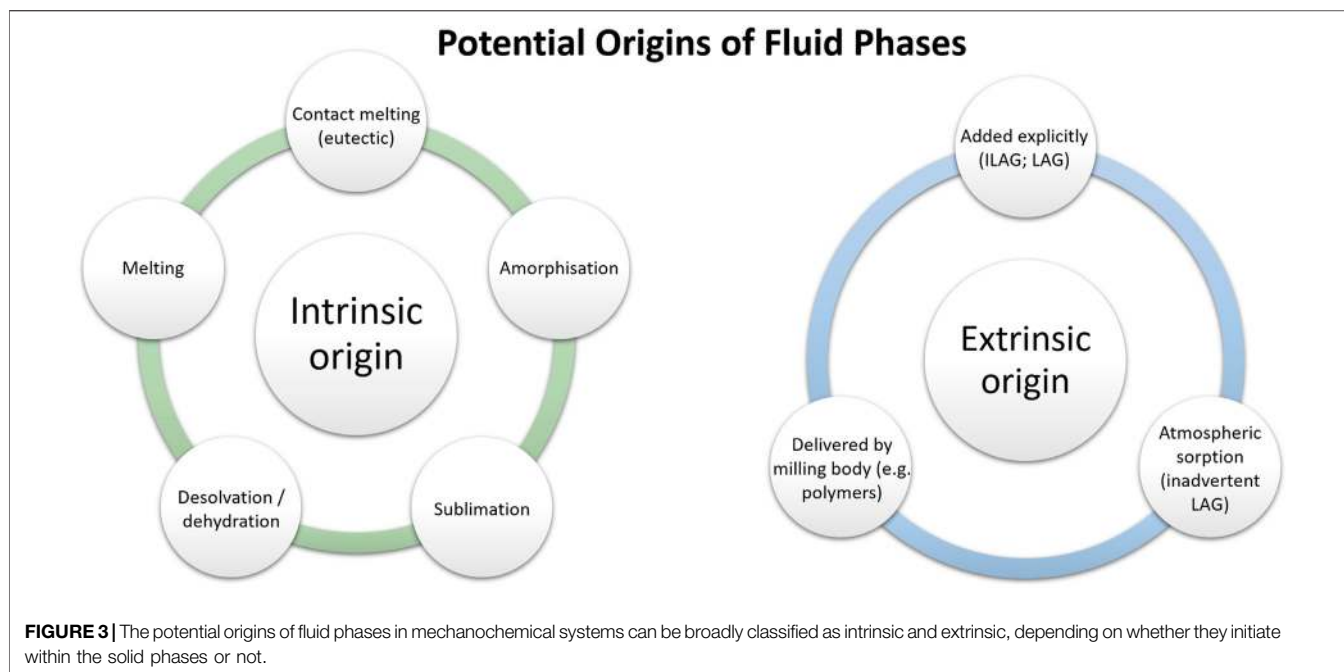 Potential Origins of Fluid Phases
Contact melting
(eutectic)
Melting
Amorphisation
Intrinsic
origin
Desolvation /
dehydration
Sublimation
Added explicitly
(ILAG; LAG)
Extrinsic
origin
Delivered by
milling body (e.g.
polymers)
Atmospheric
sorption
(inadvertent
LAG)
FIGURE 3 | The potential origins of fluid phases in mechanochemical systems can be broadly classified as intrinsic and extrinsic, depending on whether they initiate
within the solid phases or not.